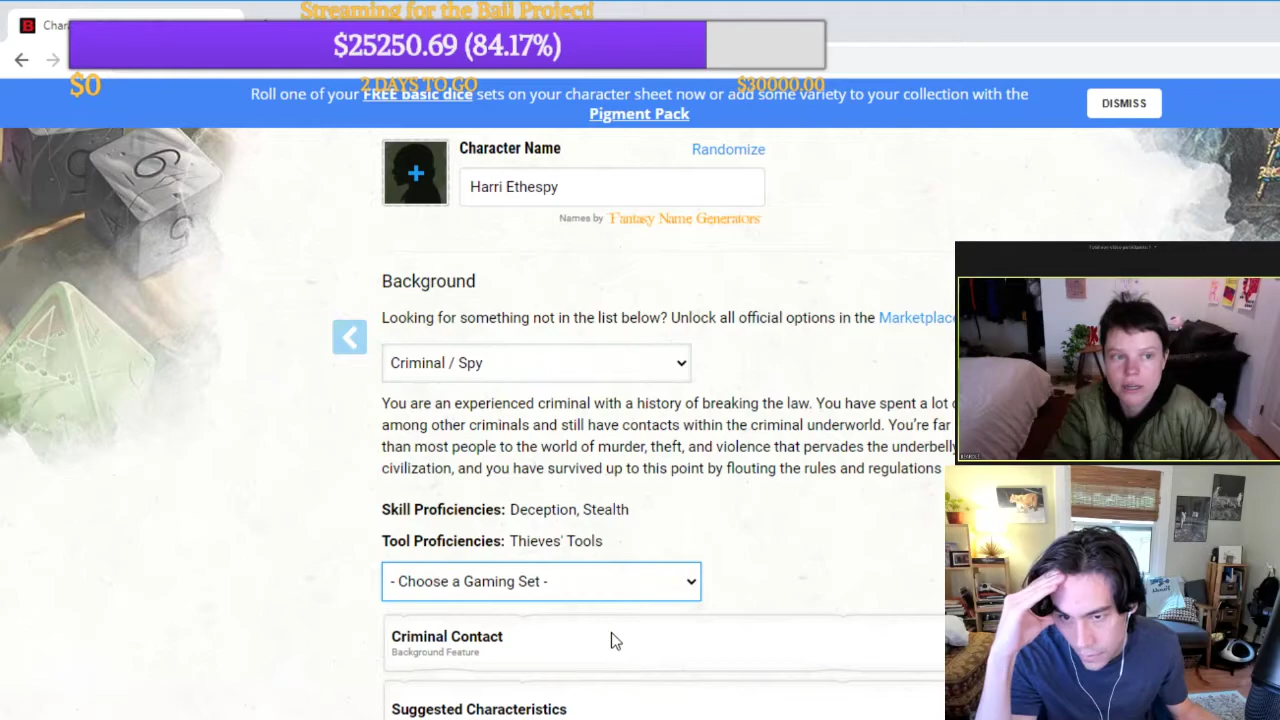 Streaming for the Bail Project!
Char
$25250.69 (84.17%)
$0
2 DAYS TO GO
$30000.00
Roll one of your FREE basic dice sets on your character sheet now or add some variety to your collection with the
Pigment Pack
DISMISS
Character Name
Randomize
Harri Ethespy
Names by Fantasy Name Generators
Background
Looking for something not in the list below? Unlock all official options in the Marketplace
Criminal / Spy
You are an experienced criminal with a history of breaking the law. You have spent a lot
among other criminals and still have contacts within the criminal underworld. You're far
than most people to the world of murder, theft, and violence that pervades the underbelly
civilization, and you have survived up to this point by flouting the rules and regulations
Skill Proficiencies: Deception, Stealth
Tool Proficiencies: Thieves' Tools
- Choose a Gaming Set -
Criminal Contact
Background Feature
Suggested Characteristics